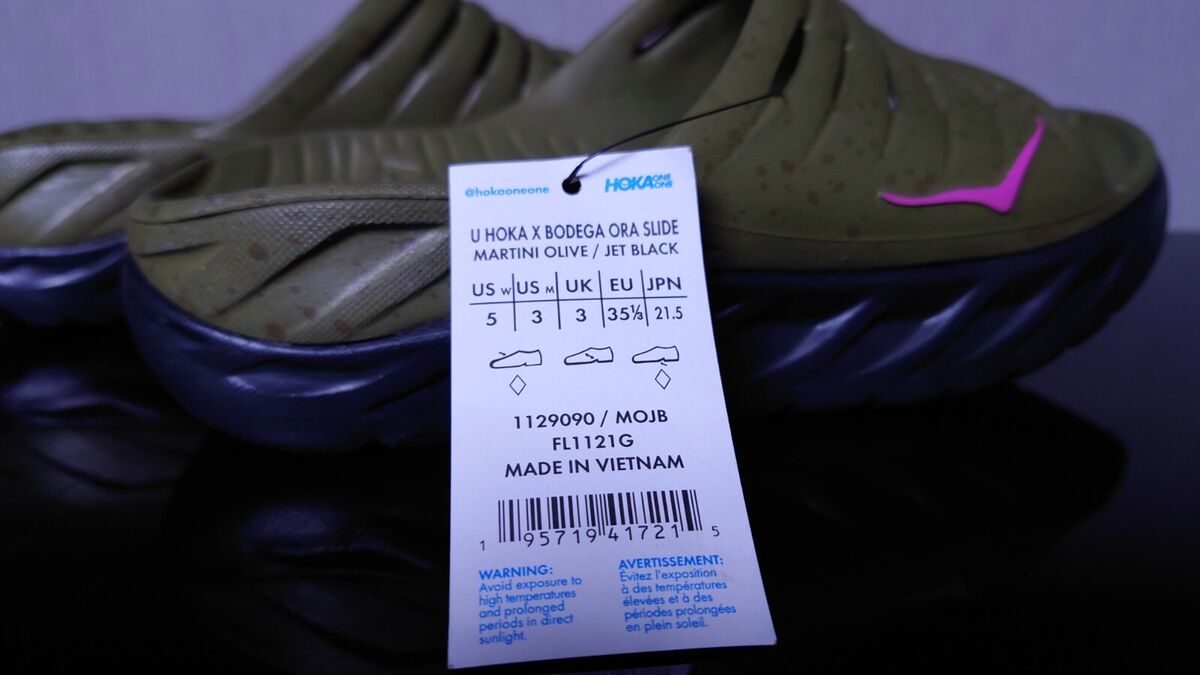 @hokaoneone
HOKA ONE ONE
U HOKA X BODEGA ORA SLIDE
MARTINI OLIVE / JET BLACK
US W US M UK EU JPN
5 3 3 35⅓ 21.5
1129090 / MOJB
FL1121G
MADE IN VIETNAM
1 95719 41721 5
WARNING:
Avoid exposure to
high temperatures
and prolonged
periods in direct
sunlight.
AVERTISSEMENT:
Évitez l'exposition
à des températures
élevées et à des
périodes prolongées
en plein soleil.